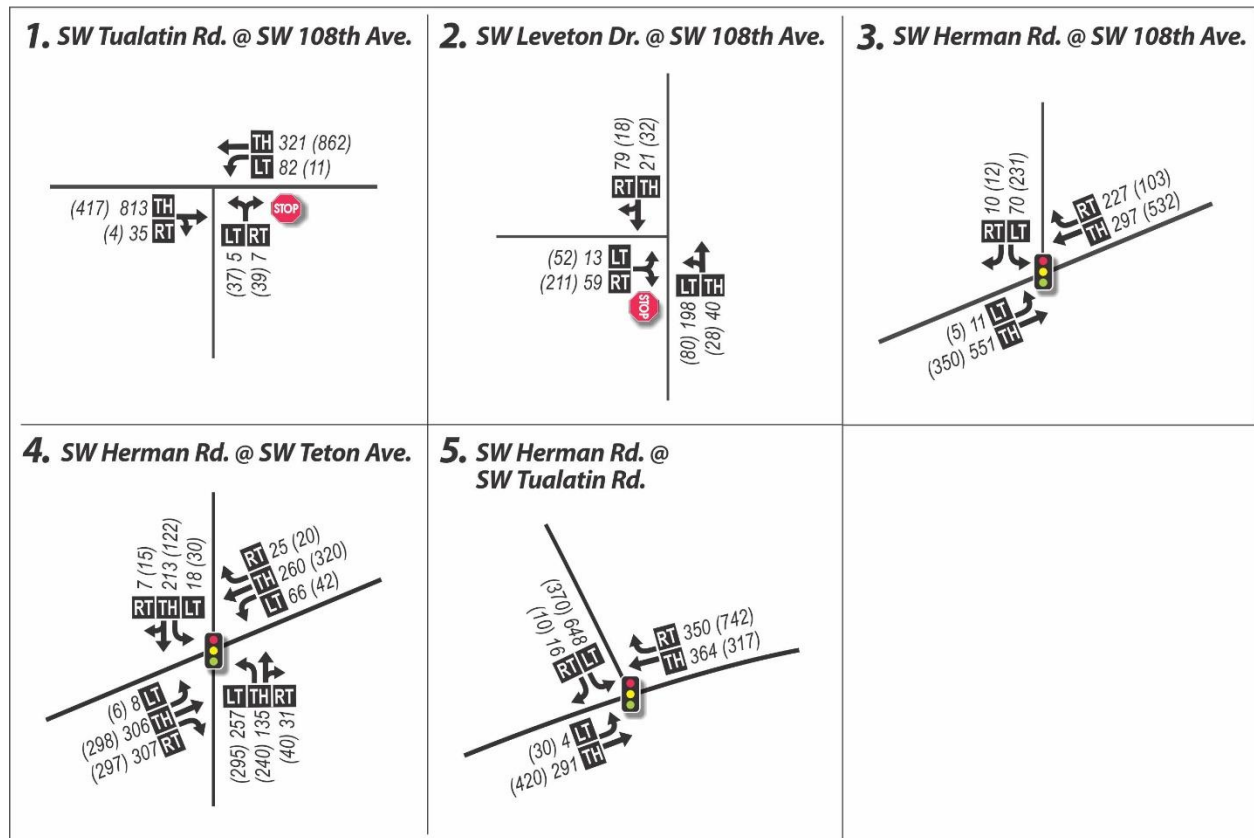 1. SW Tualatin Rd. @ SW 108th Ave.
TH 321 (862)
LT 82 (11)
(417) 813 TH
(4) 35 RT
STOP
LT RT
(37) 5
(39) 7
2. SW Leveton Dr. @ SW 108th Ave.
79 (18)
21 (32)
RT TH
(52) 13 LT
(211) 59 RT
STOP
LT TH
(80) 198
(28) 40
3. SW Herman Rd. @ SW 108th Ave.
10 (12)
70 (231)
RT LT
RT 227 (103)
TH 297 (532)
(5) 11 LT
(350) 551 TH
4. SW Herman Rd. @ SW Teton Ave.
7 (15)
213 (122)
18 (30)
RT TH LT
RT 25 (20)
TH 260 (320)
LT 66 (42)
(6) 8 LT
(298) 306 TH
(297) 307 RT
LT TH RT
(295) 257
(240) 135
(40) 31
5. SW Herman Rd. @
SW Tualatin Rd.
(370) 648
(10) 16
RT LT
RT 350 (742)
TH 364 (317)
(30) 4 LT
(420) 291 TH